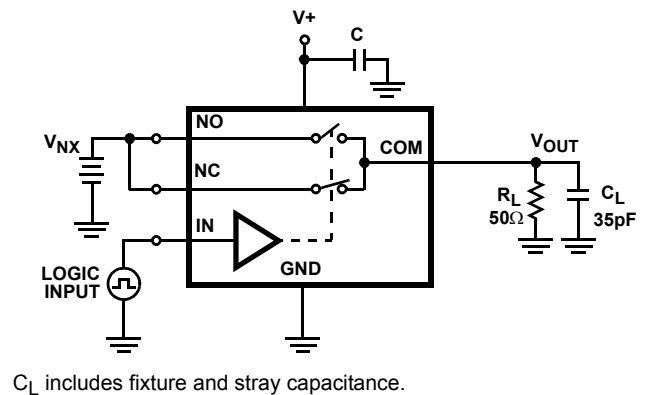 V+
C
NO
V_NX
COM
V_OUT
NC
R_L
50Ω
C_L
35pF
IN
LOGIC
INPUT
GND
C_L includes fixture and stray capacitance.